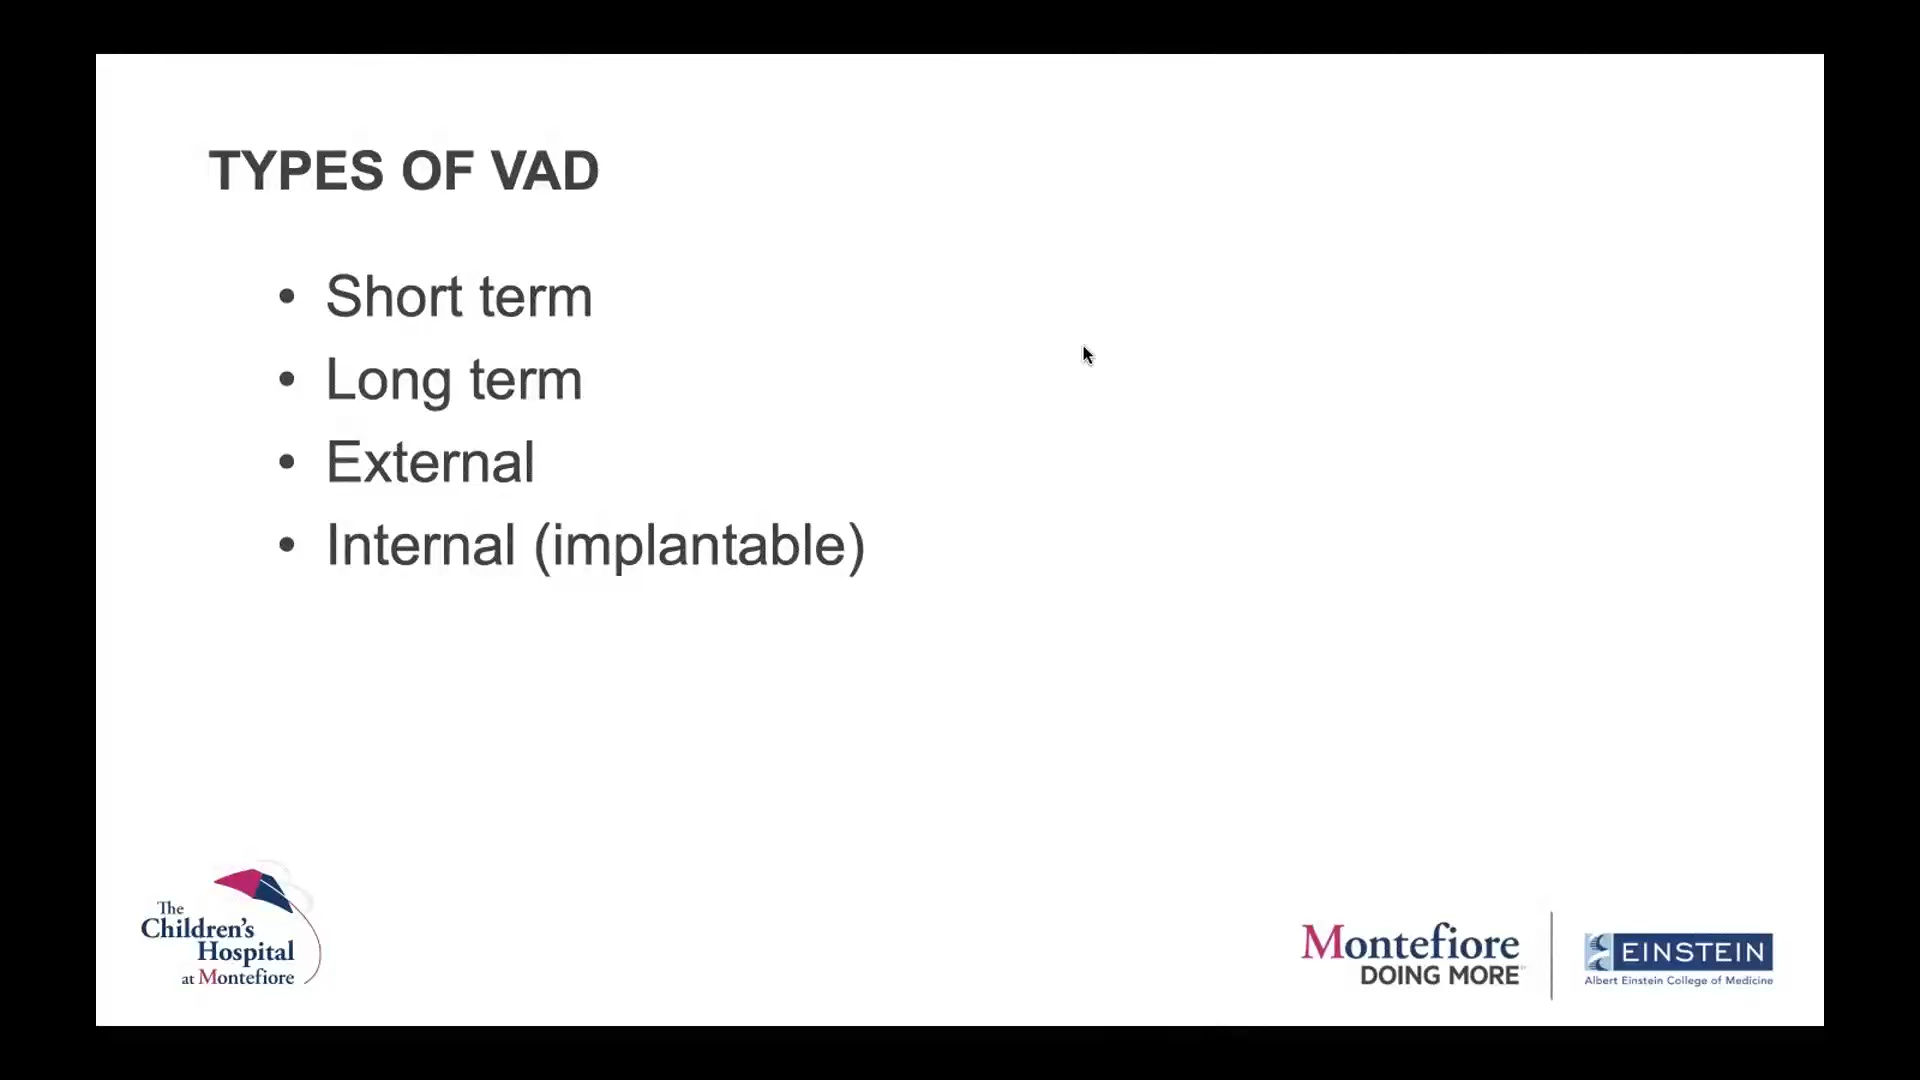 TYPES OF VAD
• Short term
• Long term
• External
• Internal (implantable)
The
Children's
Hospital
at Montefiore
Montefiore
DOING MORE
EINSTEIN
Albert Einstein College of Medicine